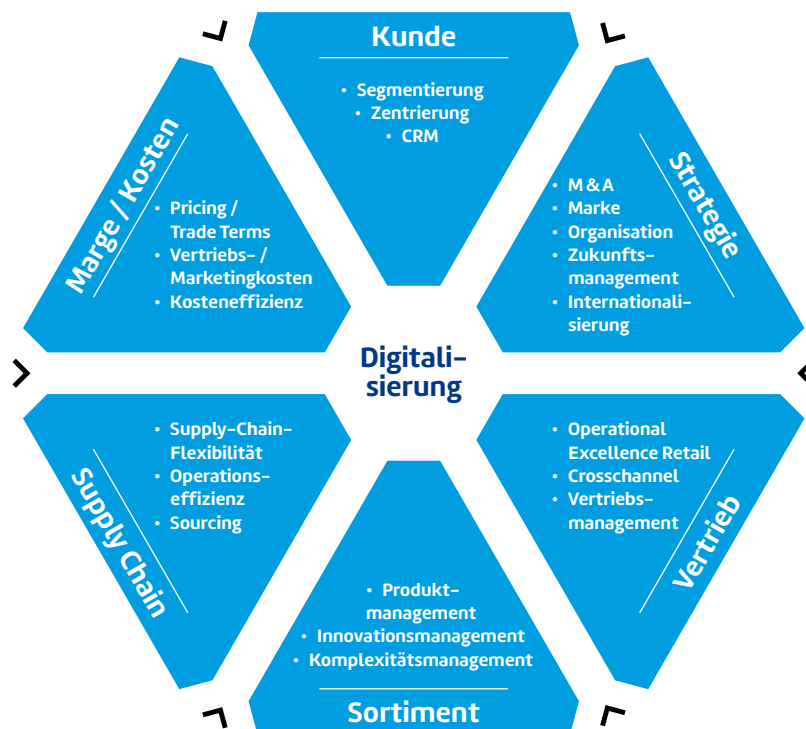 Kunde
• Segmentierung
• Zentrierung
• CRM
Strategie
• M & A
• Marke
• Organisation
• Zukunfts-
management
• Internationali-
sierung
Vertrieb
• Operational
Excellence Retail
• Crosschannel
• Vertriebs-
management
Sortiment
• Produkt-
management
• Innovationsmanagement
• Komplexitätsmanagement
Supply Chain
• Supply-Chain-
Flexibilität
• Operations-
effizienz
• Sourcing
Marge / Kosten
• Pricing /
Trade Terms
• Vertriebs- /
Marketingkosten
• Kosteneffizienz
Digitali-
sierung